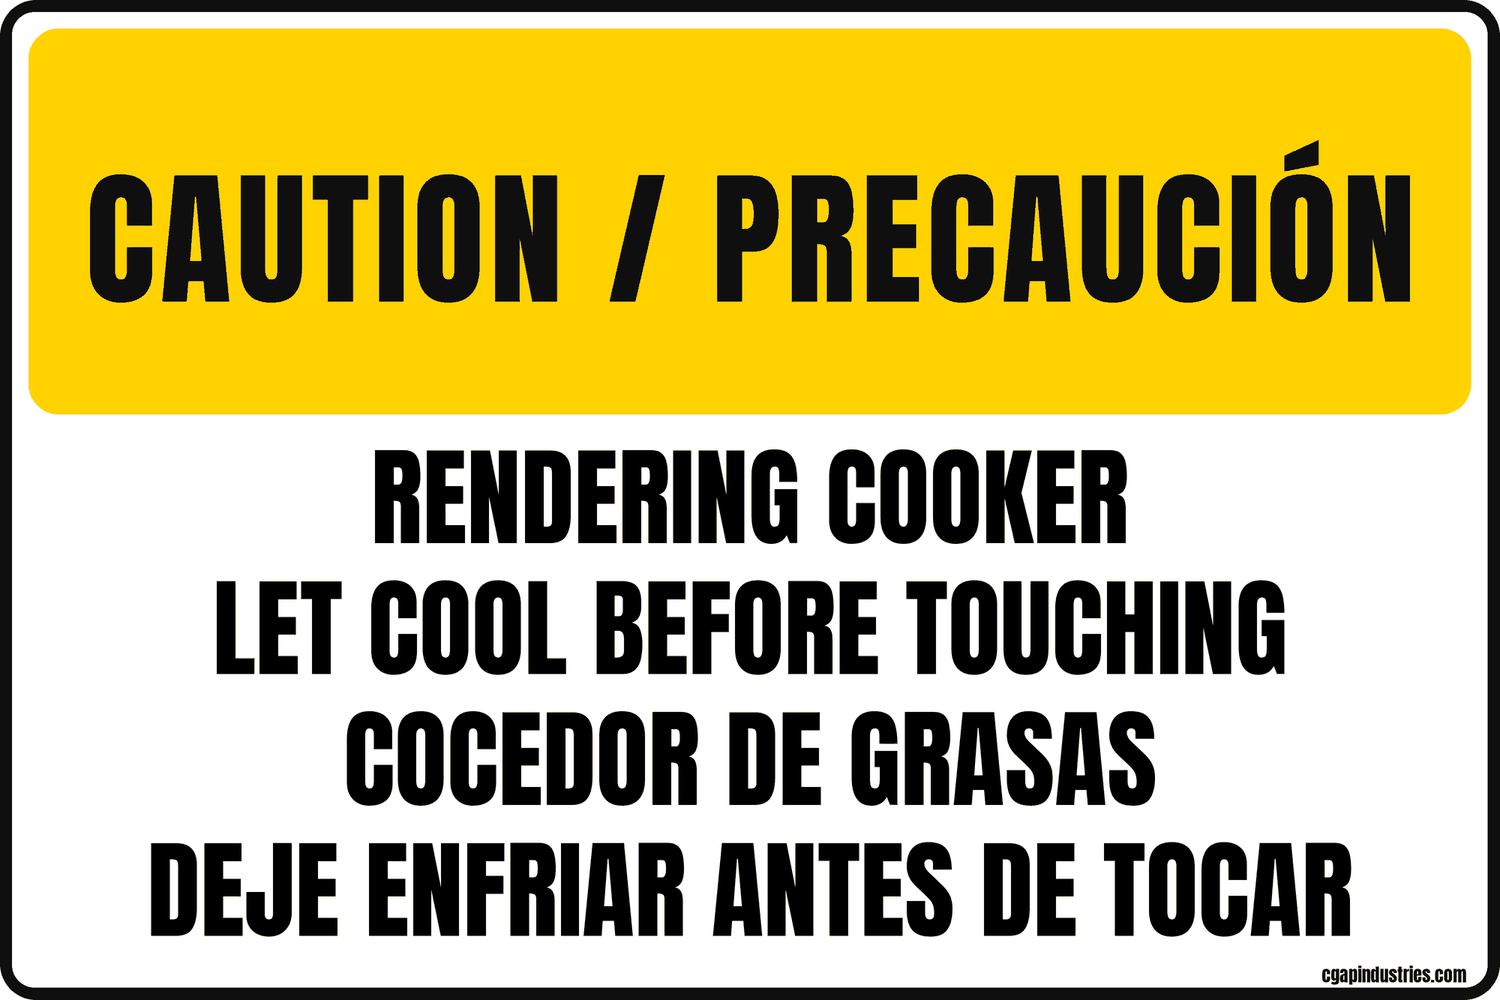 CAUTION / PRECAUCIÓN
RENDERING COOKER
LET COOL BEFORE TOUCHING
COCEDOR DE GRASAS
DEJE ENFRIAR ANTES DE TOCAR
cgapindustries.com